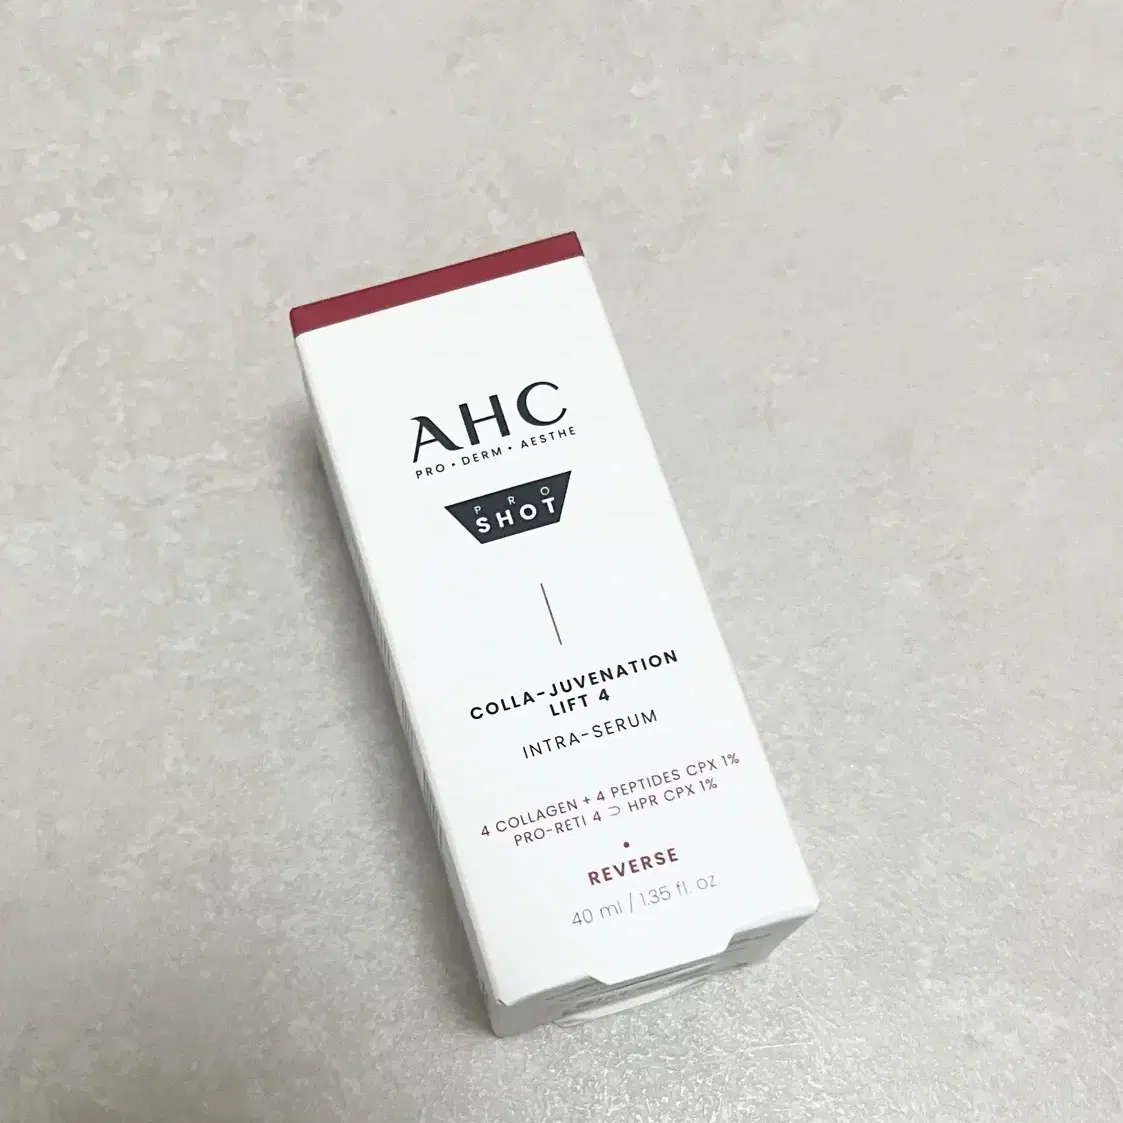 AHC
PRO • DERM • AESTHE
PRO
SHOT
COLLA-JUVENATION
LIFT 4
INTRA-SERUM
4 COLLAGEN + 4 PEPTIDES CPX 1%
PRO-RETI 4 ⊃ HPR CPX 1%
•
REVERSE
40 ml / 1.35 fl. oz.